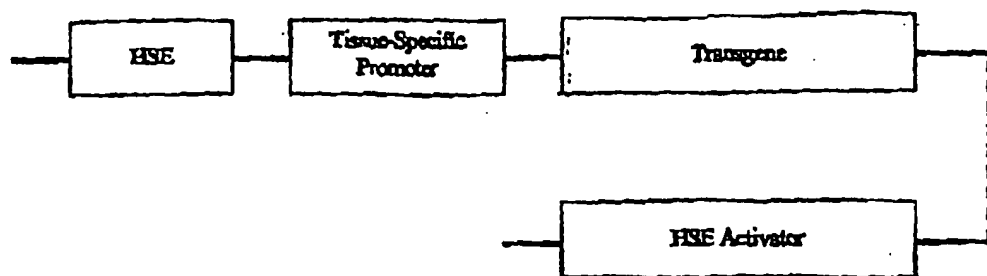 HSE
Tissue-Specific
Promoter
Transgene
HSE Activator